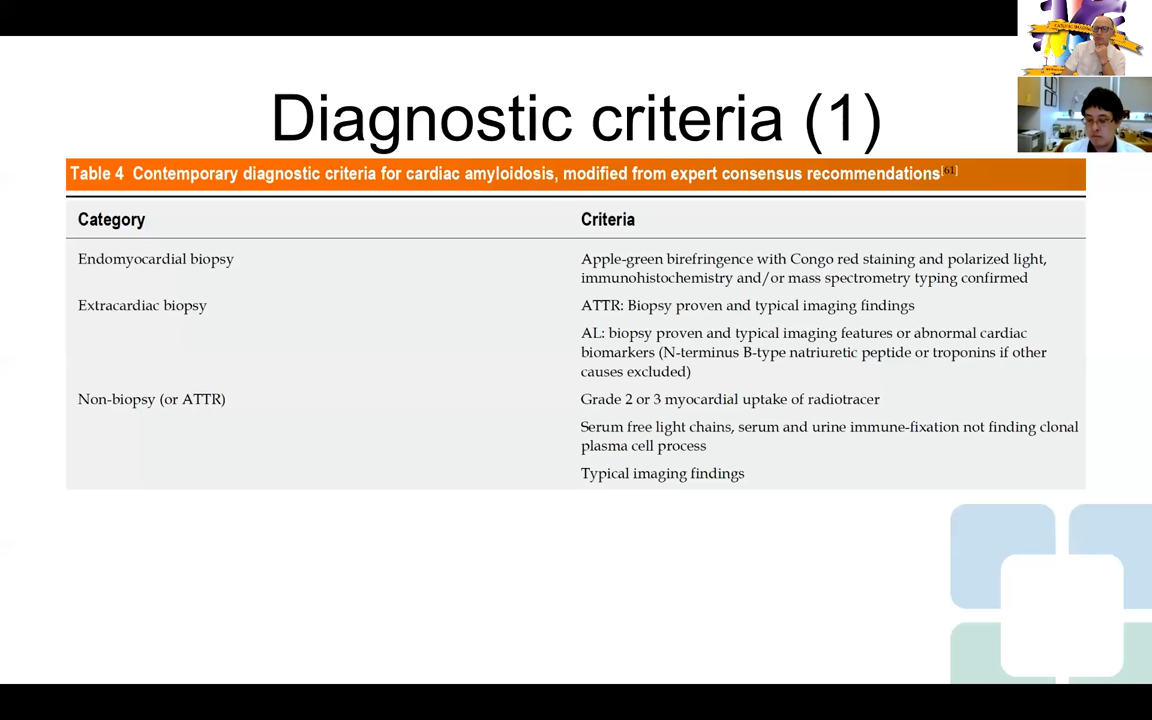 Diagnostic criteria (1)
Table 4 Contemporary diagnostic criteria for cardiac amyloidosis, modified from expert consensus recommendations[61]
Category
Criteria
Endomyocardial biopsy
Apple-green birefringence with Congo red staining and polarized light,
immunohistochemistry and/or mass spectrometry typing confirmed
Extracardiac biopsy
ATTR: Biopsy proven and typical imaging findings
AL: biopsy proven and typical imaging features or abnormal cardiac
biomarkers (N-terminus B-type natriuretic peptide or troponins if other
causes excluded)
Non-biopsy (or ATTR)
Grade 2 or 3 myocardial uptake of radiotracer
Serum free light chains, serum and urine immune-fixation not finding clonal
plasma cell process
Typical imaging findings